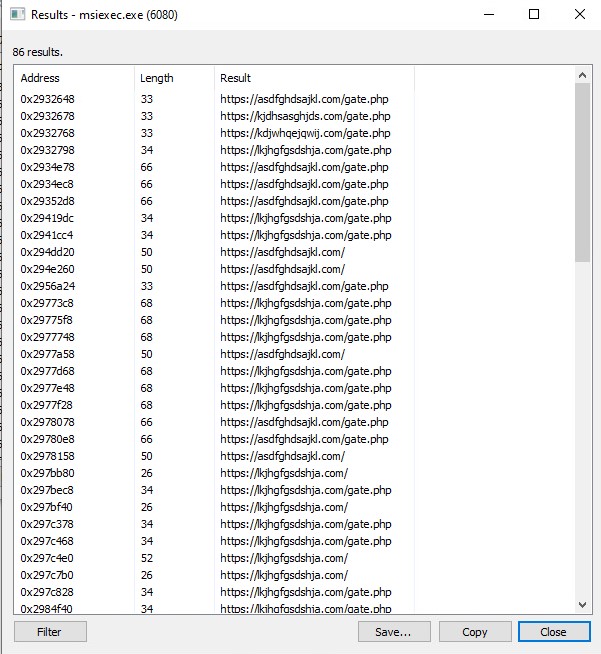 Results - msiexec.exe (6080)
86 results.
Address Length Result
0x2932648 33 https://asdfghdsajkl.com/gate.php
0x2932678 33 https://kjdhsasghjds.com/gate.php
0x2932768 33 https://kdjwhqejqwij.com/gate.php
0x2932798 34 https://lkjhgfgsdshja.com/gate.php
0x2934e78 66 https://asdfghdsajkl.com/gate.php
0x2934ec8 66 https://asdfghdsajkl.com/gate.php
0x29352d8 66 https://asdfghdsajkl.com/gate.php
0x29419dc 34 https://lkjhgfgsdshja.com/gate.php
0x2941cc4 34 https://lkjhgfgsdshja.com/gate.php
0x294dd20 50 https://asdfghdsajkl.com/
0x294e260 50 https://asdfghdsajkl.com/
0x2956a24 33 https://asdfghdsajkl.com/gate.php
0x29773c8 68 https://lkjhgfgsdshja.com/gate.php
0x29775f8 68 https://lkjhgfgsdshja.com/gate.php
0x2977748 68 https://lkjhgfgsdshja.com/gate.php
0x2977a58 50 https://asdfghdsajkl.com/
0x2977d68 68 https://lkjhgfgsdshja.com/gate.php
0x2977e48 68 https://lkjhgfgsdshja.com/gate.php
0x2977f28 68 https://lkjhgfgsdshja.com/gate.php
0x2978078 66 https://asdfghdsajkl.com/gate.php
0x29780e8 66 https://asdfghdsajkl.com/gate.php
0x2978158 50 https://asdfghdsajkl.com/
0x297bb80 26 https://lkjhgfgsdshja.com/
0x297bec8 34 https://lkjhgfgsdshja.com/gate.php
0x297bf40 26 https://lkjhgfgsdshja.com/
0x297c378 34 https://lkjhgfgsdshja.com/gate.php
0x297c468 34 https://lkjhgfgsdshja.com/gate.php
0x297c4e0 52 https://lkjhgfgsdshja.com/
0x297c7b0 26 https://lkjhgfgsdshja.com/
0x297c828 34 https://lkjhgfgsdshja.com/gate.php
0x2984f40 34 https://lkjhgfgsdshja.com/gate.php
Filter Save... Copy Close